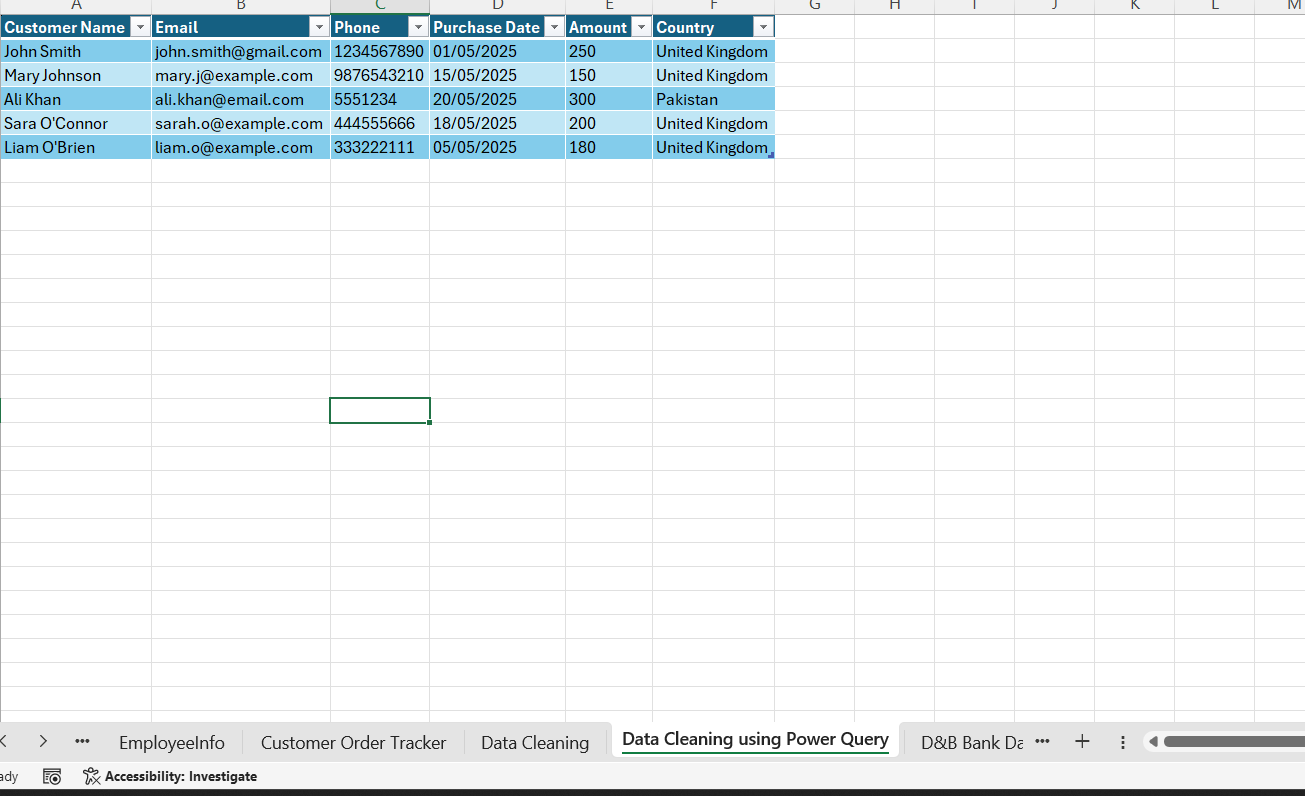 A B C D E F G H I J K L M
Customer Name Email Phone Purchase Date Amount Country
John Smith john.smith@gmail.com 1234567890 01/05/2025 250 United Kingdom
Mary Johnson mary.j@example.com 9876543210 15/05/2025 150 United Kingdom
Ali Khan ali.khan@email.com 5551234 20/05/2025 300 Pakistan
Sara O'Connor sarah.o@example.com 444555666 18/05/2025 200 United Kingdom
Liam O'Brien liam.o@example.com 333222111 05/05/2025 180 United Kingdom
EmployeeInfo Customer Order Tracker Data Cleaning Data Cleaning using Power Query D&B Bank Da
ady Accessibility: Investigate